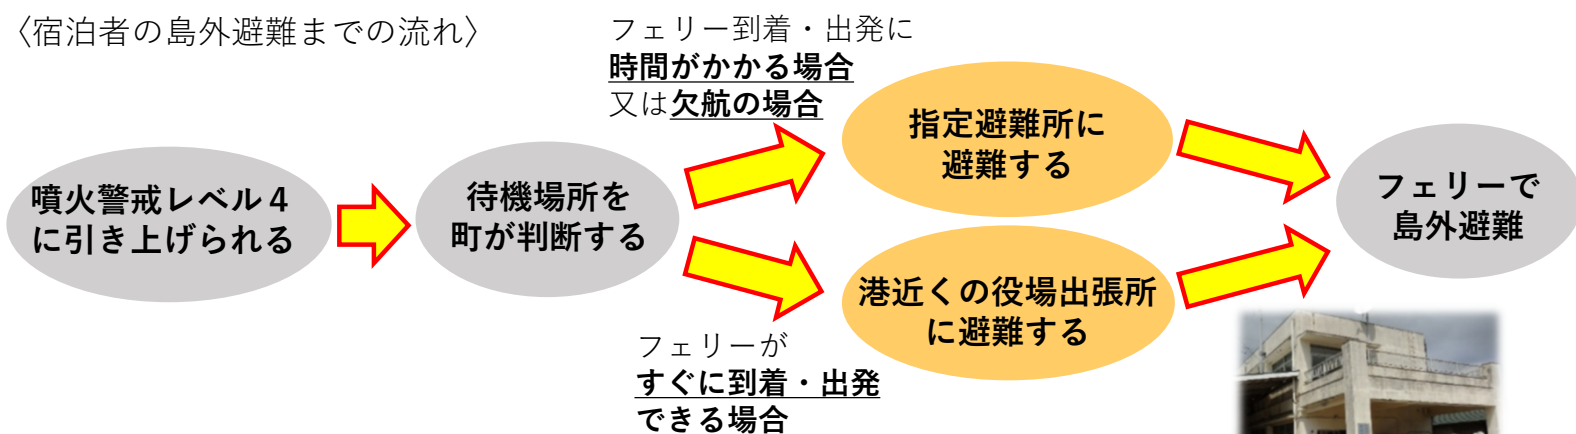 〈宿泊者の島外避難までの流れ〉
フェリー到着・出発に
時間がかかる場合
又は欠航の場合
噴火警戒レベル４
に引き上げられる
待機場所を
町が判断する
指定避難所に
避難する
港近くの役場出張所
に避難する
フェリーが
すぐに到着・出発
できる場合
フェリーで
島外避難